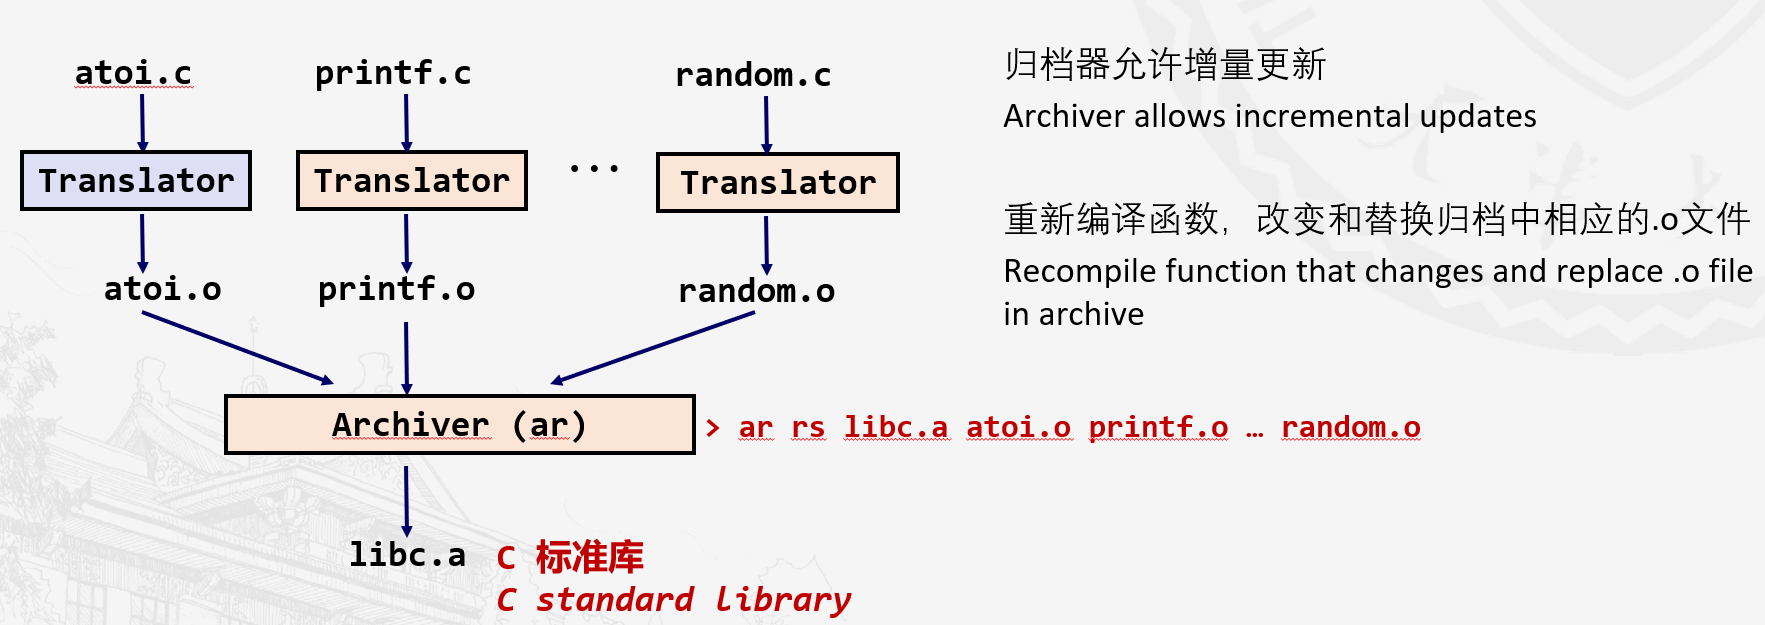 atoi.c
printf.c
random.c
Translator
Translator
...
Translator
atoi.o
printf.o
random.o
Archiver (ar)
> ar rs libc.a atoi.o printf.o … random.o
libc.a
C 标准库
C standard library
归档器允许增量更新
Archiver allows incremental updates
重新编译函数，改变和替换归档中相应的.o文件
Recompile function that changes and replace .o file
in archive